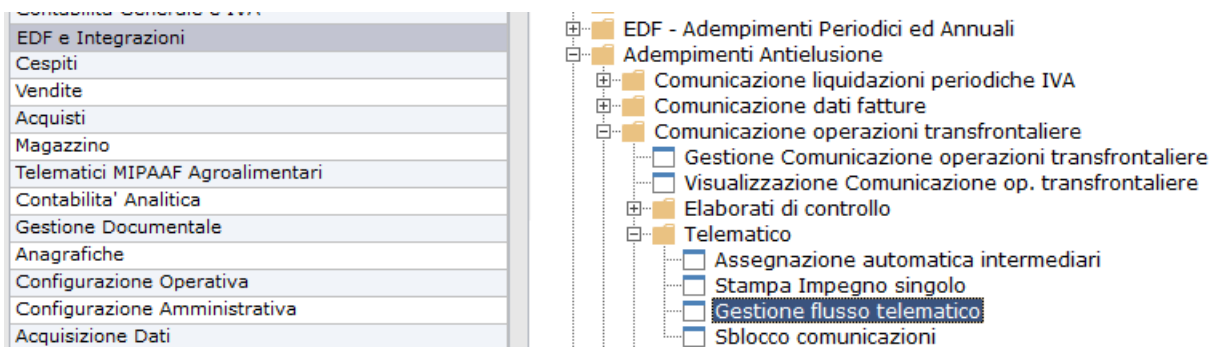 Contabilita Generale e IVA
EDF e Integrazioni
Cespiti
Vendite
Acquisti
Magazzino
Telematici MIPAAF Agroalimentari
Contabilita' Analitica
Gestione Documentale
Anagrafiche
Configurazione Operativa
Configurazione Amministrativa
Acquisizione Dati
EDF - Adempimenti Periodici ed Annuali
Adempimenti Antielusione
Comunicazione liquidazioni periodiche IVA
Comunicazione dati fatture
Comunicazione operazioni transfrontaliere
Gestione Comunicazione operazioni transfrontaliere
Visualizzazione Comunicazione op. transfrontaliere
Elaborati di controllo
Telematico
Assegnazione automatica intermediari
Stampa Impegno singolo
Gestione flusso telematico
Sblocco comunicazioni